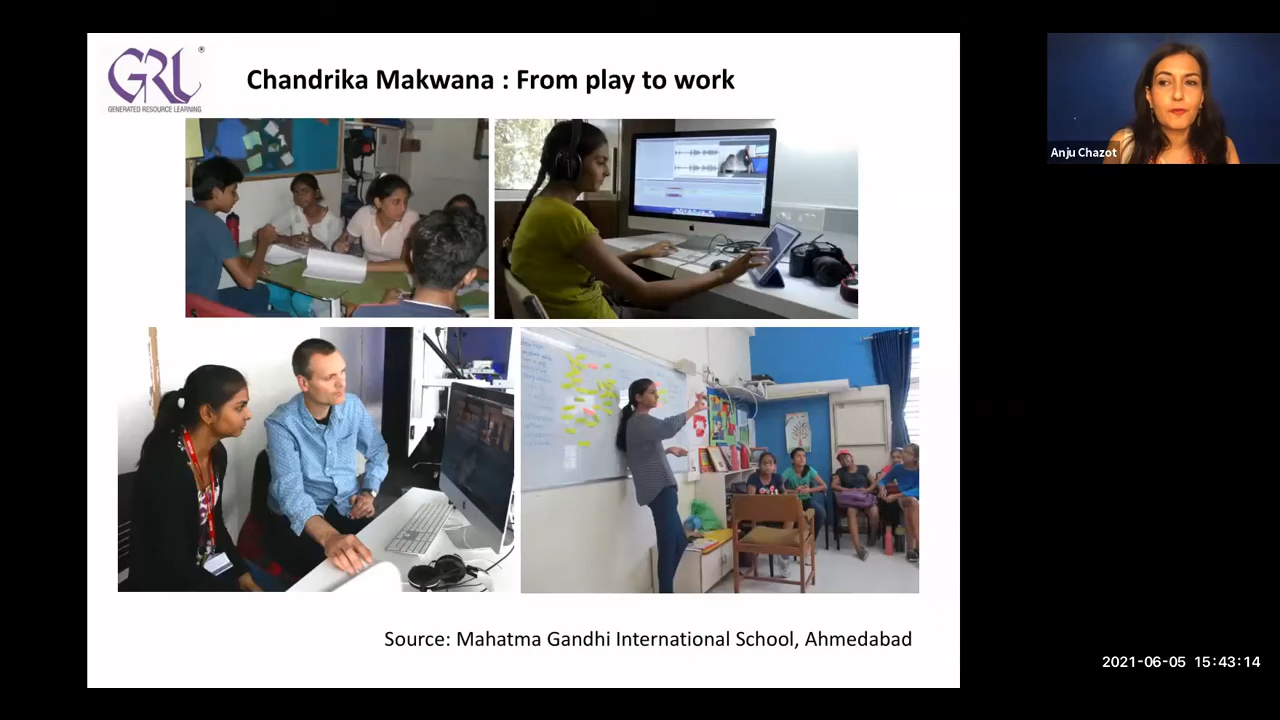 GRL®
GENERATED RESOURCE LEARNING
Chandrika Makwana : From play to work
Anju Chazot
Source: Mahatma Gandhi International School, Ahmedabad
2021-06-05 15:43:14